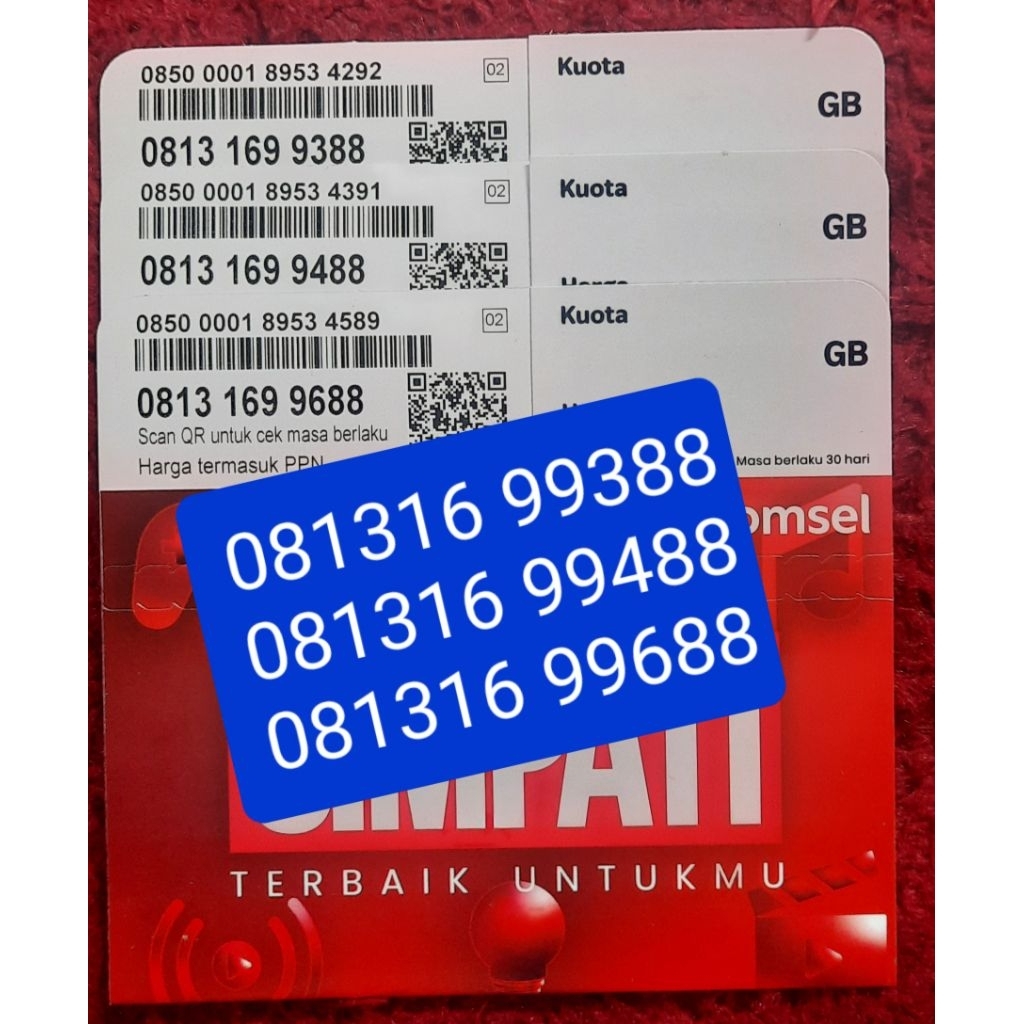 0850 0001 8953 4292
02
Kuota
GB
0813 169 9388
0850 0001 8953 4391
02
Kuota
GB
0813 169 9488
0850 0001 8953 4589
02
Kuota
GB
0813 169 9688
Scan QR untuk cek masa berlaku
Harga termasuk PPN
Masa berlaku 30 hari
omsel
081316 99388
081316 99488
081316 99688
SIMPATI
TERBAIK UNTUKMU